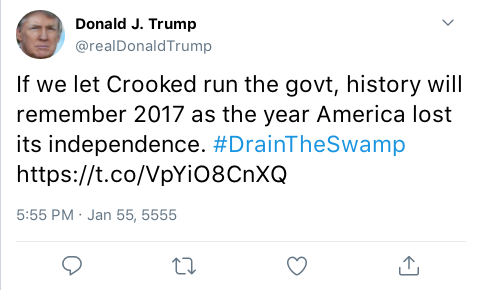 Donald J. Trump
@realDonaldTrump
If we let Crooked run the govt, history will
remember 2017 as the year America lost
its independence. #DrainTheSwamp
https://t.co/VpYiO8CnXQ
5:55 PM · Jan 55, 5555